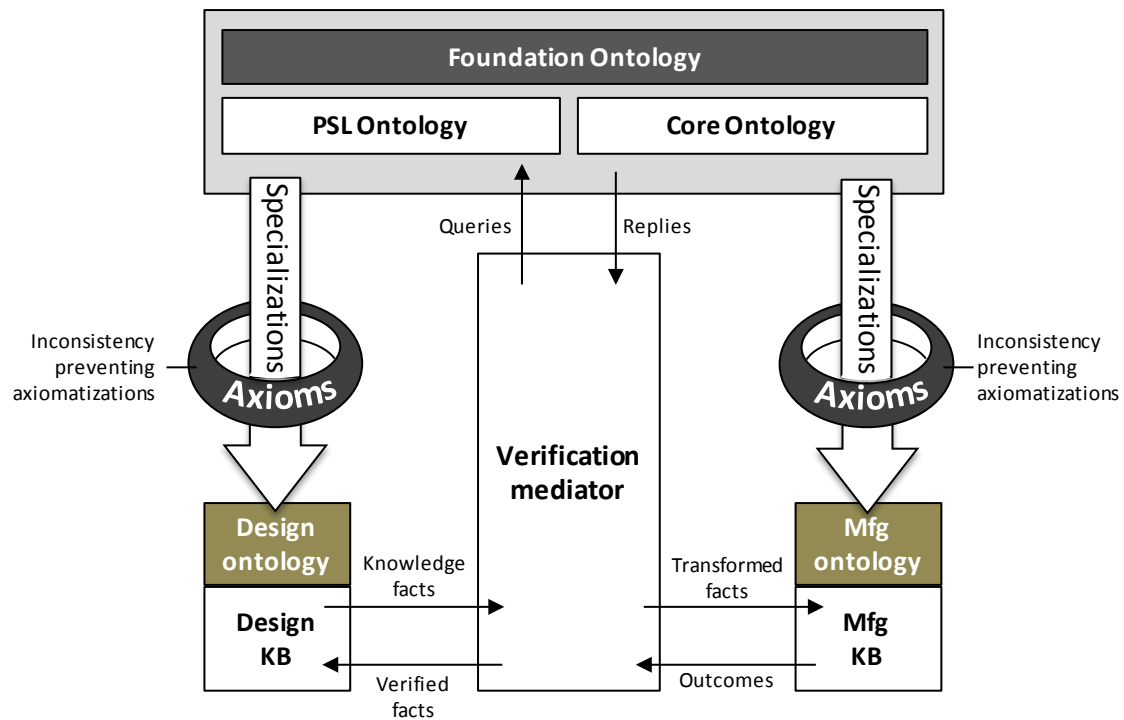 Foundation Ontology
PSL Ontology
Core Ontology
Specializations
Queries
Replies
Specializations
Inconsistency
preventing
axiomatizations
Axioms
Axioms
Inconsistency
preventing
axiomatizations
Verification
mediator
Design
ontology
Mfg
ontology
Knowledge
facts
Transformed
facts
Design
KB
Mfg
KB
Verified
facts
Outcomes